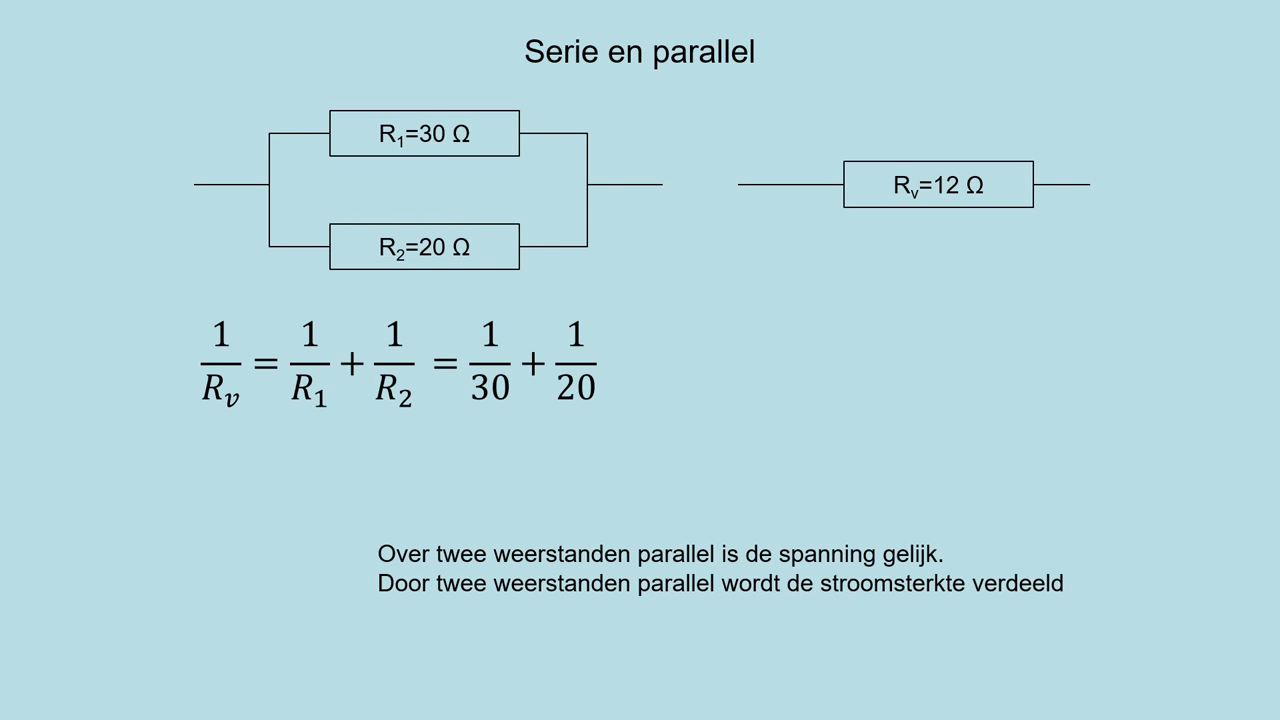 Serie en parallel
R₁=30 Ω
Rᵥ=12 Ω
R₂=20 Ω
1/Rᵥ = 1/R₁ + 1/R₂ = 1/30 + 1/20
Over twee weerstanden parallel is de spanning gelijk.
Door twee weerstanden parallel wordt de stroomsterkte verdeeld